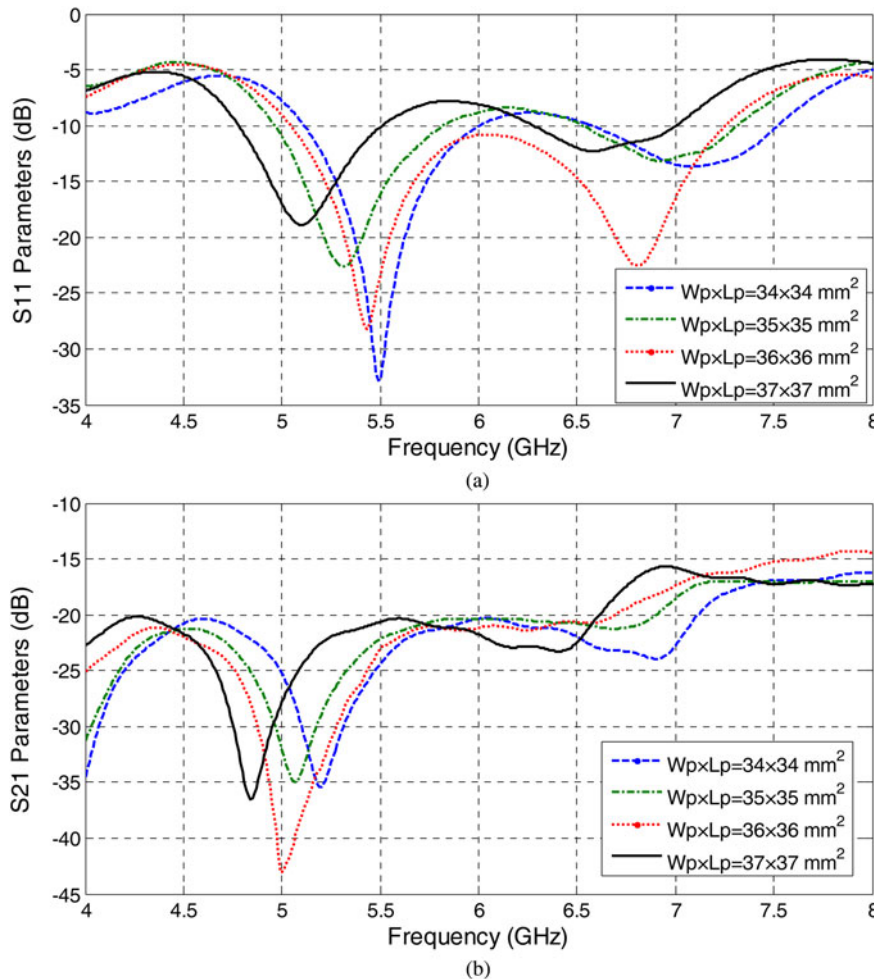 0
-5
-10
-15
-20
-25
-30
-35
S11 Parameters (dB)
Wp×Lp=34×34 mm²
Wp×Lp=35×35 mm²
Wp×Lp=36×36 mm²
Wp×Lp=37×37 mm²
4 4.5 5 5.5 6 6.5 7 7.5 8
Frequency (GHz)
(a)
-10
-15
-20
-25
-30
-35
-40
-45
S21 Parameters (dB)
Wp×Lp=34×34 mm²
Wp×Lp=35×35 mm²
Wp×Lp=36×36 mm²
Wp×Lp=37×37 mm²
4 4.5 5 5.5 6 6.5 7 7.5 8
Frequency (GHz)
(b)